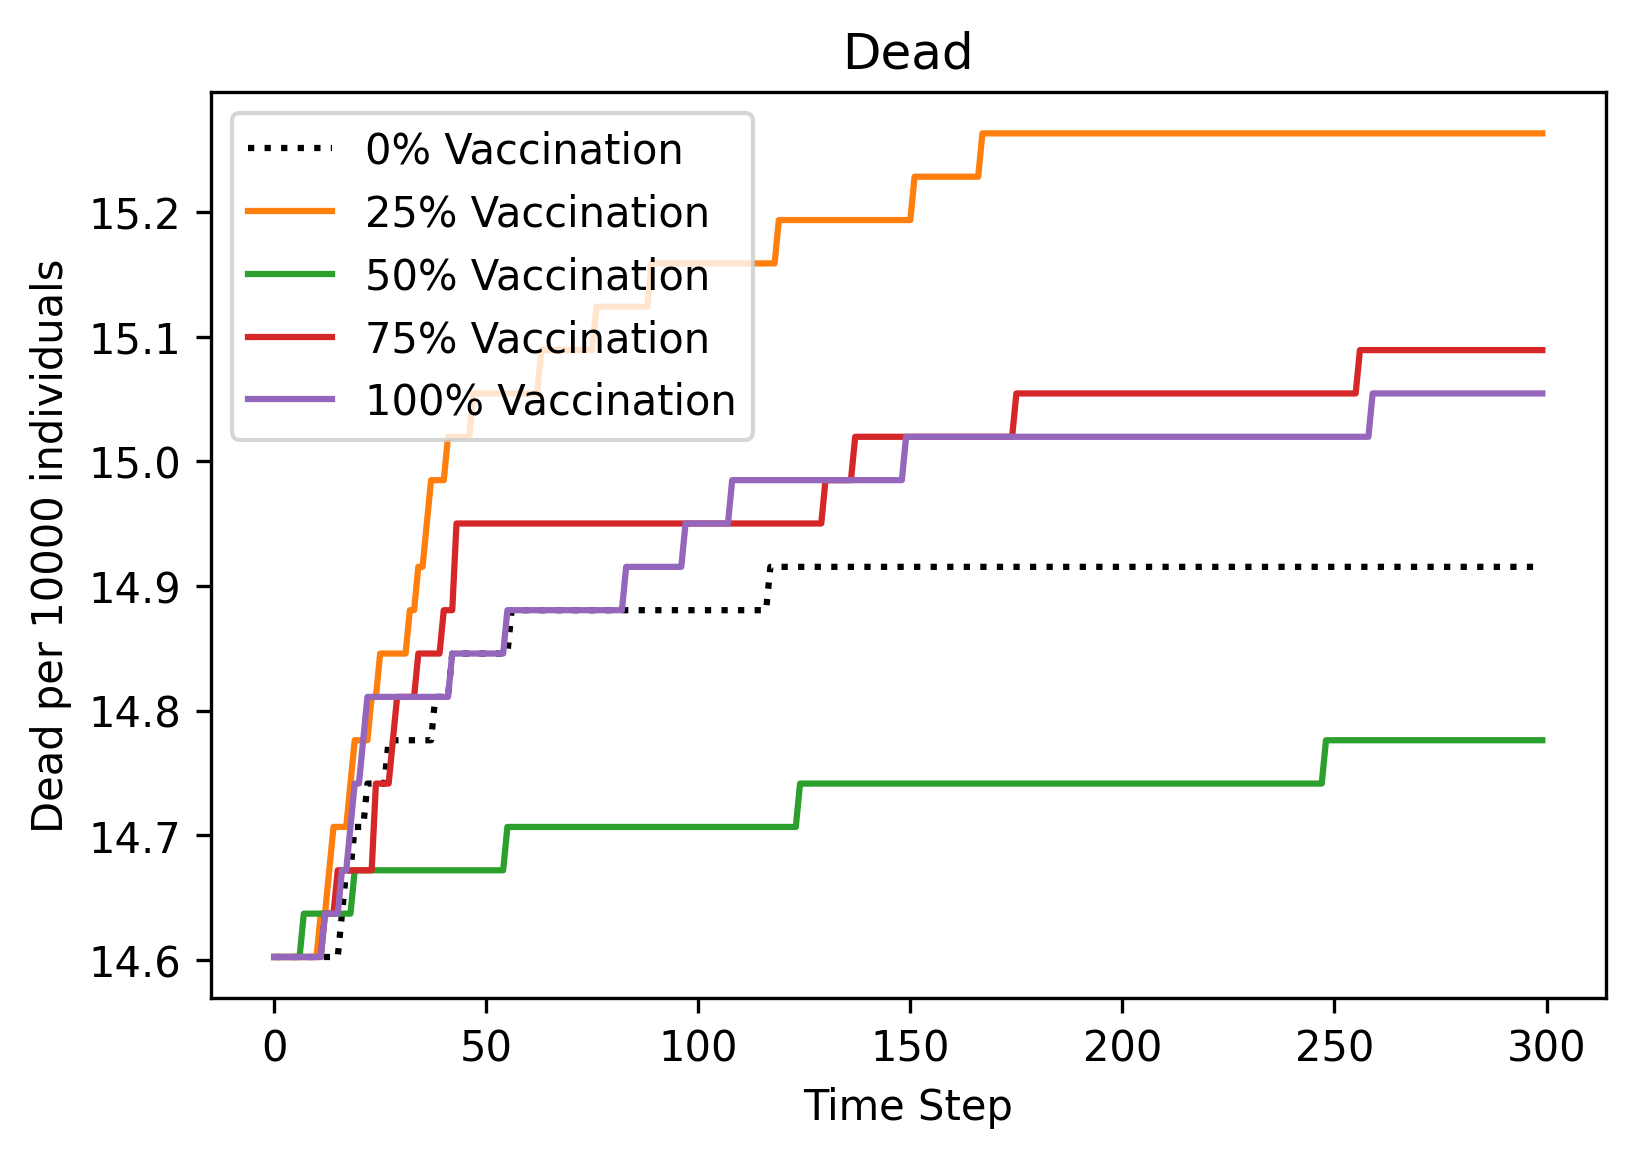 Dead
0% Vaccination
25% Vaccination
50% Vaccination
75% Vaccination
100% Vaccination
Dead per 10000 individuals
15.2
15.1
15.0
14.9
14.8
14.7
14.6
0 50 100 150 200 250 300
Time Step